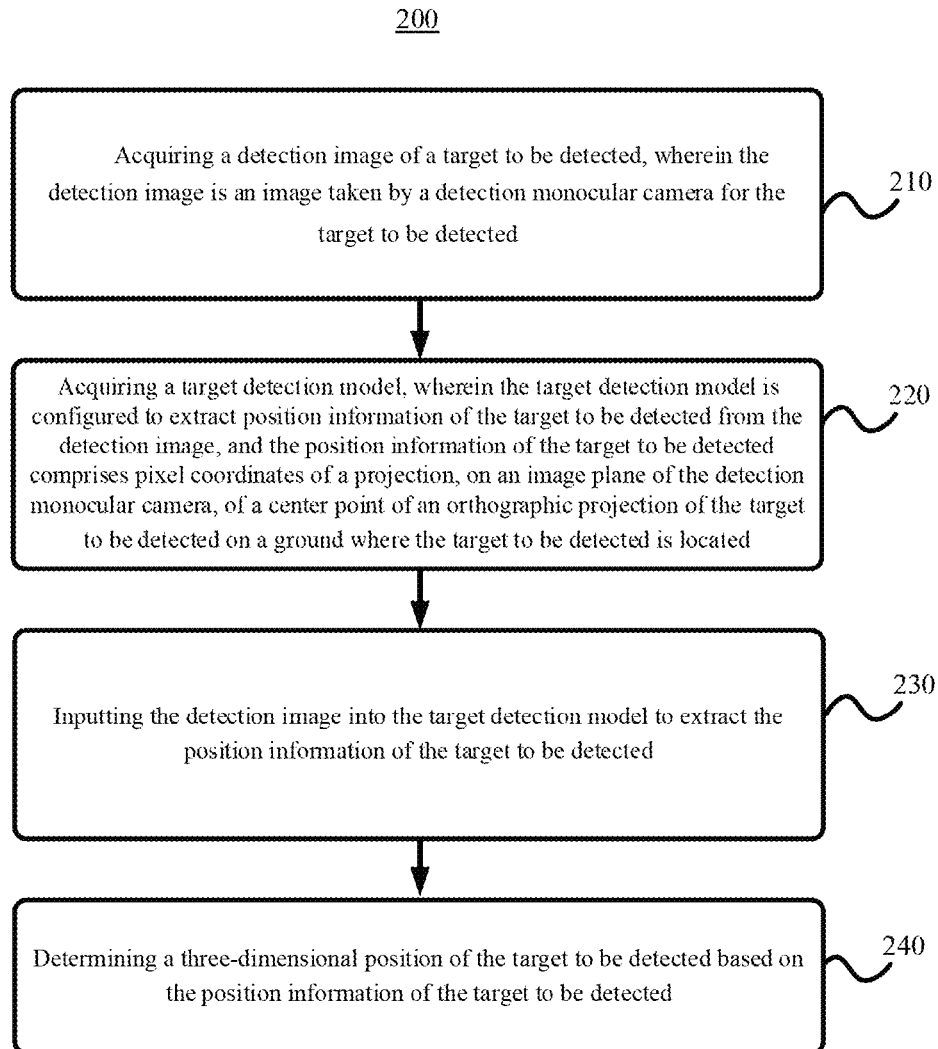 200
Acquiring a detection image of a target to be detected, wherein the
detection image is an image taken by a detection monocular camera for the
target to be detected
210
Acquiring a target detection model, wherein the target detection model is
configured to extract position information of the target to be detected from the
detection image, and the position information of the target to be detected
comprises pixel coordinates of a projection, on an image plane of the detection
monocular camera, of a center point of an orthographic projection of the target
to be detected on a ground where the target to be detected is located
220
Inputting the detection image into the target detection model to extract the
position information of the target to be detected
230
Determining a three-dimensional position of the target to be detected based on
the position information of the target to be detected
240